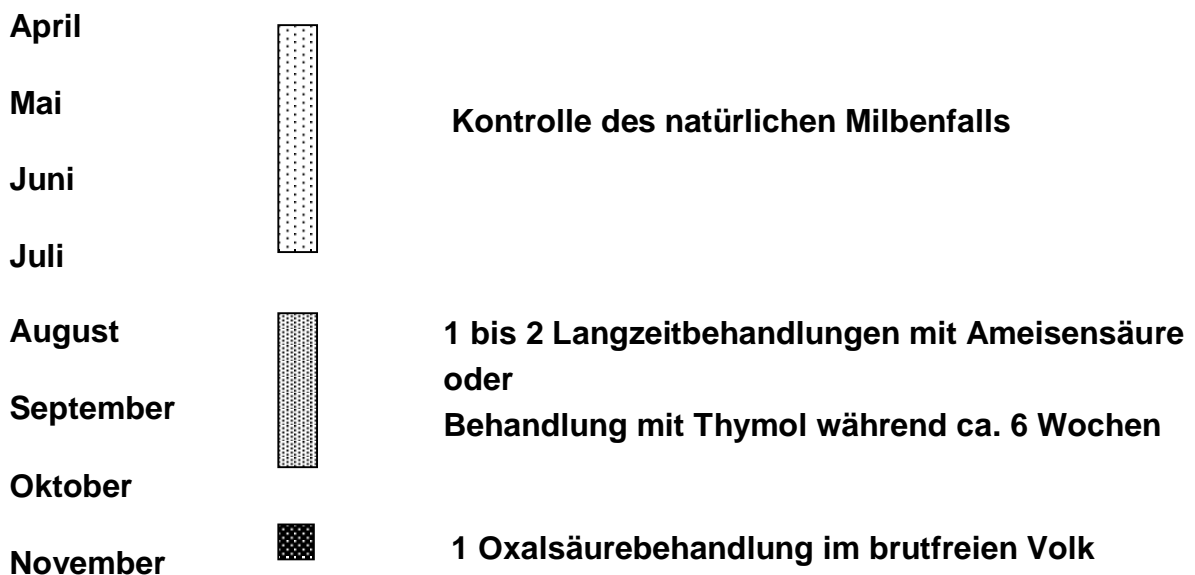 April
Mai
Kontrolle des natürlichen Milbenfalls
Juni
Juli
August
1 bis 2 Langzeitbehandlungen mit Ameisensäure
oder
September
Behandlung mit Thymol während ca. 6 Wochen
Oktober
November
1 Oxalsäurebehandlung im brutfreien Volk